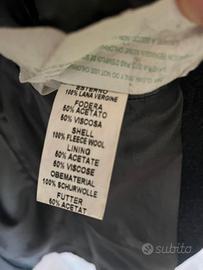 ESTERNO
100% LANA VERGINE
FODERA
50% ACETATO
50% VISCOSA
SHELL
100% FLEECE WOOL
LINING
50% ACETATE
50% VISCOSE
OBEMATERIAL
100% SCHURWOLLE
FUTTER
50% ACETAT
subito